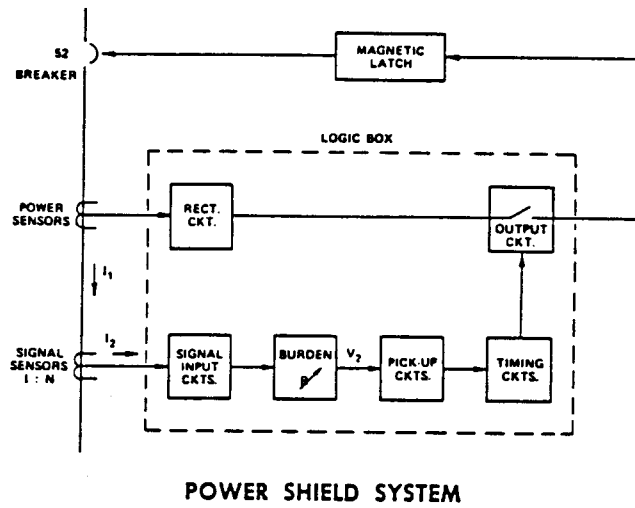 52
BREAKER
MAGNETIC
LATCH
LOGIC BOX
POWER
SENSORS
RECT.
CKT.
OUTPUT
CKT.
I1
I2
SIGNAL
SENSORS
I : N
SIGNAL
INPUT
CKTS.
BURDEN
β
V2
PICK-UP
CKTS.
TIMING
CKTS.
POWER SHIELD SYSTEM